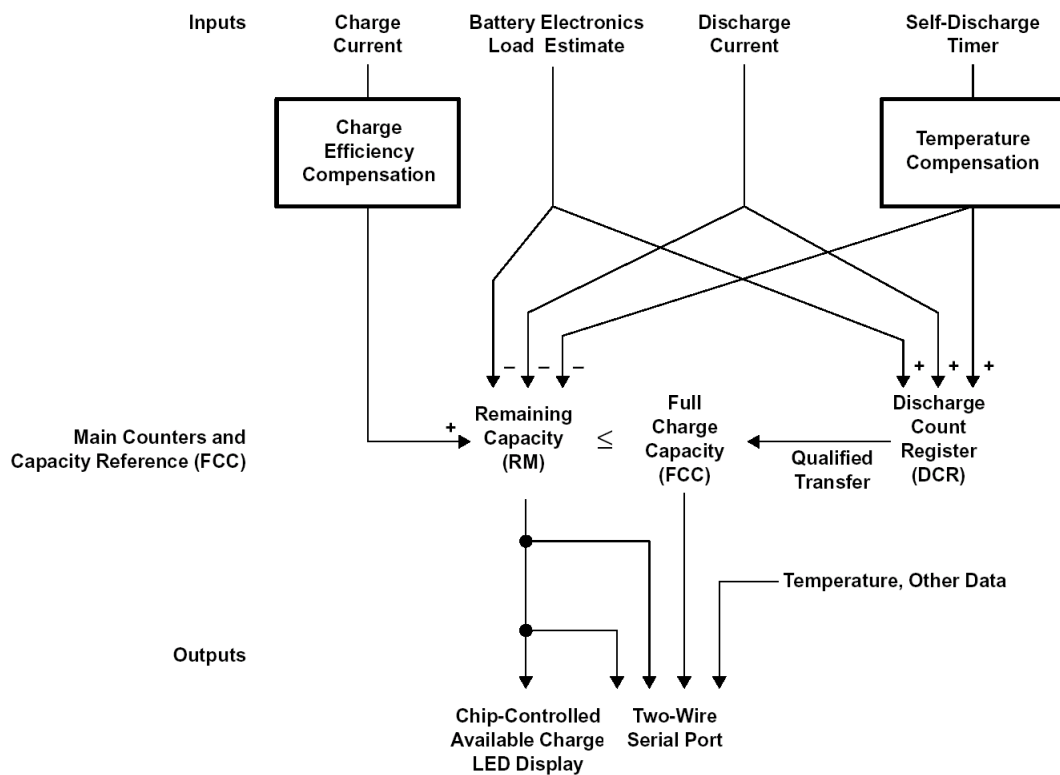 Inputs
Charge
Current
Battery Electronics
Load Estimate
Discharge
Current
Self-Discharge
Timer
Charge
Efficiency
Compensation
Temperature
Compensation
–
–
–
+
+
+
Main Counters and
Capacity Reference (FCC)
+
Remaining
Capacity
(RM)
≤
Full
Charge
Capacity
(FCC)
Qualified
Transfer
Discharge
Count
Register
(DCR)
Temperature, Other Data
Outputs
Chip-Controlled
Available Charge
LED Display
Two-Wire
Serial Port